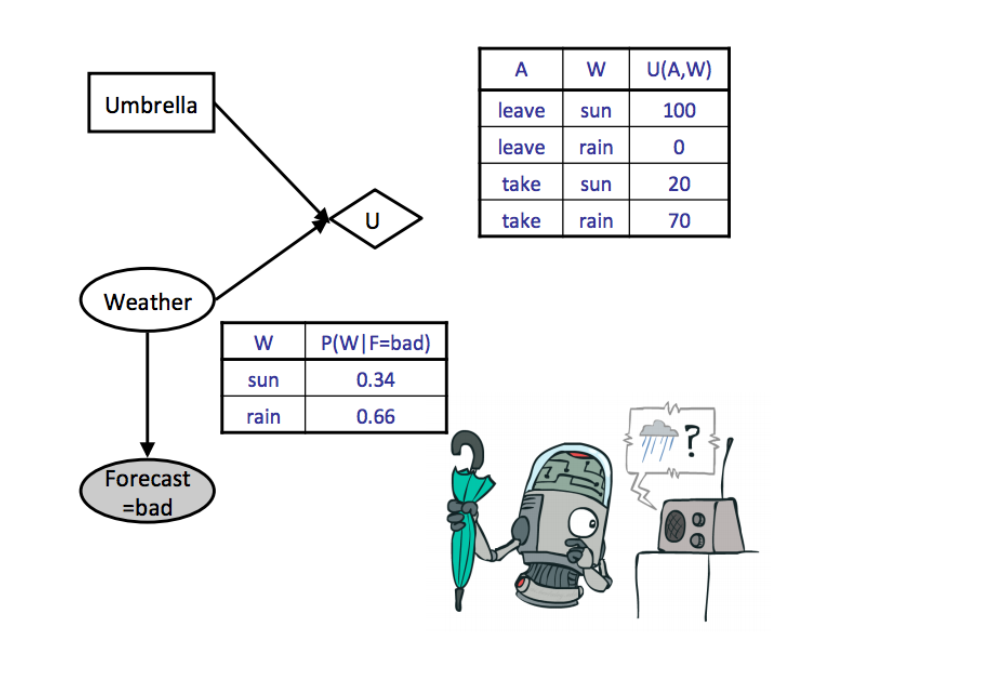 Umbrella
A W U(A,W)
leave sun 100
leave rain 0
take sun 20
take rain 70
U
Weather
W P(W|F=bad)
sun 0.34
rain 0.66
Forecast
=bad
?